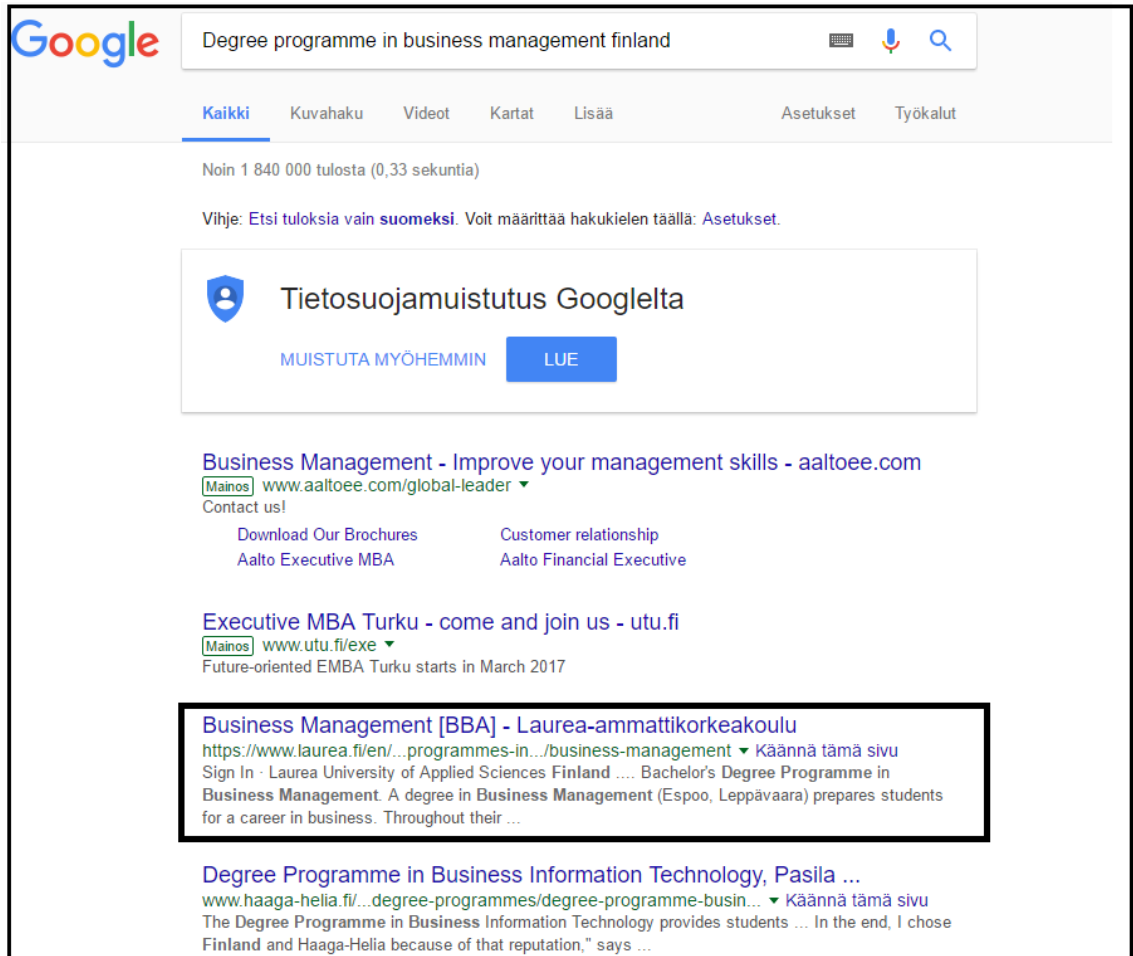 Google
Degree programme in business management finland
Kaikki Kuvahaku Videot Kartat Lisää Asetukset Työkalut
Noin 1 840 000 tulosta (0,33 sekuntia)
Vihje: Etsi tuloksia vain suomeksi. Voit määrittää hakukielen täällä: Asetukset.
Tietosuojamuistutus Googlelta
MUISTUTA MYÖHEMMIN LUE
Business Management - Improve your management skills - aaltoee.com
Mainos www.aaltoee.com/global-leader
Contact us!
Download Our Brochures Customer relationship
Aalto Executive MBA Aalto Financial Executive
Executive MBA Turku - come and join us - utu.fi
Mainos www.utu.fi/exe
Future-oriented EMBA Turku starts in March 2017
Business Management [BBA] - Laurea-ammattikorkeakoulu
https://www.laurea.fi/en/...programmes-in.../business-management Käännä tämä sivu
Sign In · Laurea University of Applied Sciences Finland .... Bachelor's Degree Programme in
Business Management. A degree in Business Management (Espoo, Leppävaara) prepares students
for a career in business. Throughout their ...
Degree Programme in Business Information Technology, Pasila ...
www.haaga-helia.fi/...degree-programmes/degree-programme-busin... Käännä tämä sivu
The Degree Programme in Business Information Technology provides students ... In the end, I chose
Finland and Haaga-Helia because of that reputation," says ...